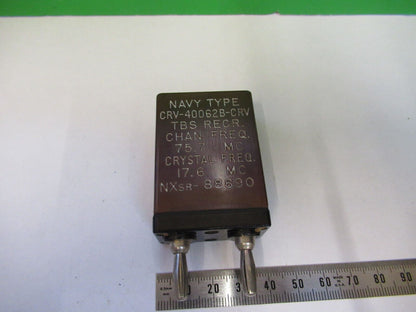 NAVY TYPE
CRV-40062B-CRV
TBS RECR.
CHAN. FREQ.
75.7 MC
CRYSTAL FREQ.
17.6 MC
NXSR-
10 20 30 40 50 60 70 80 90